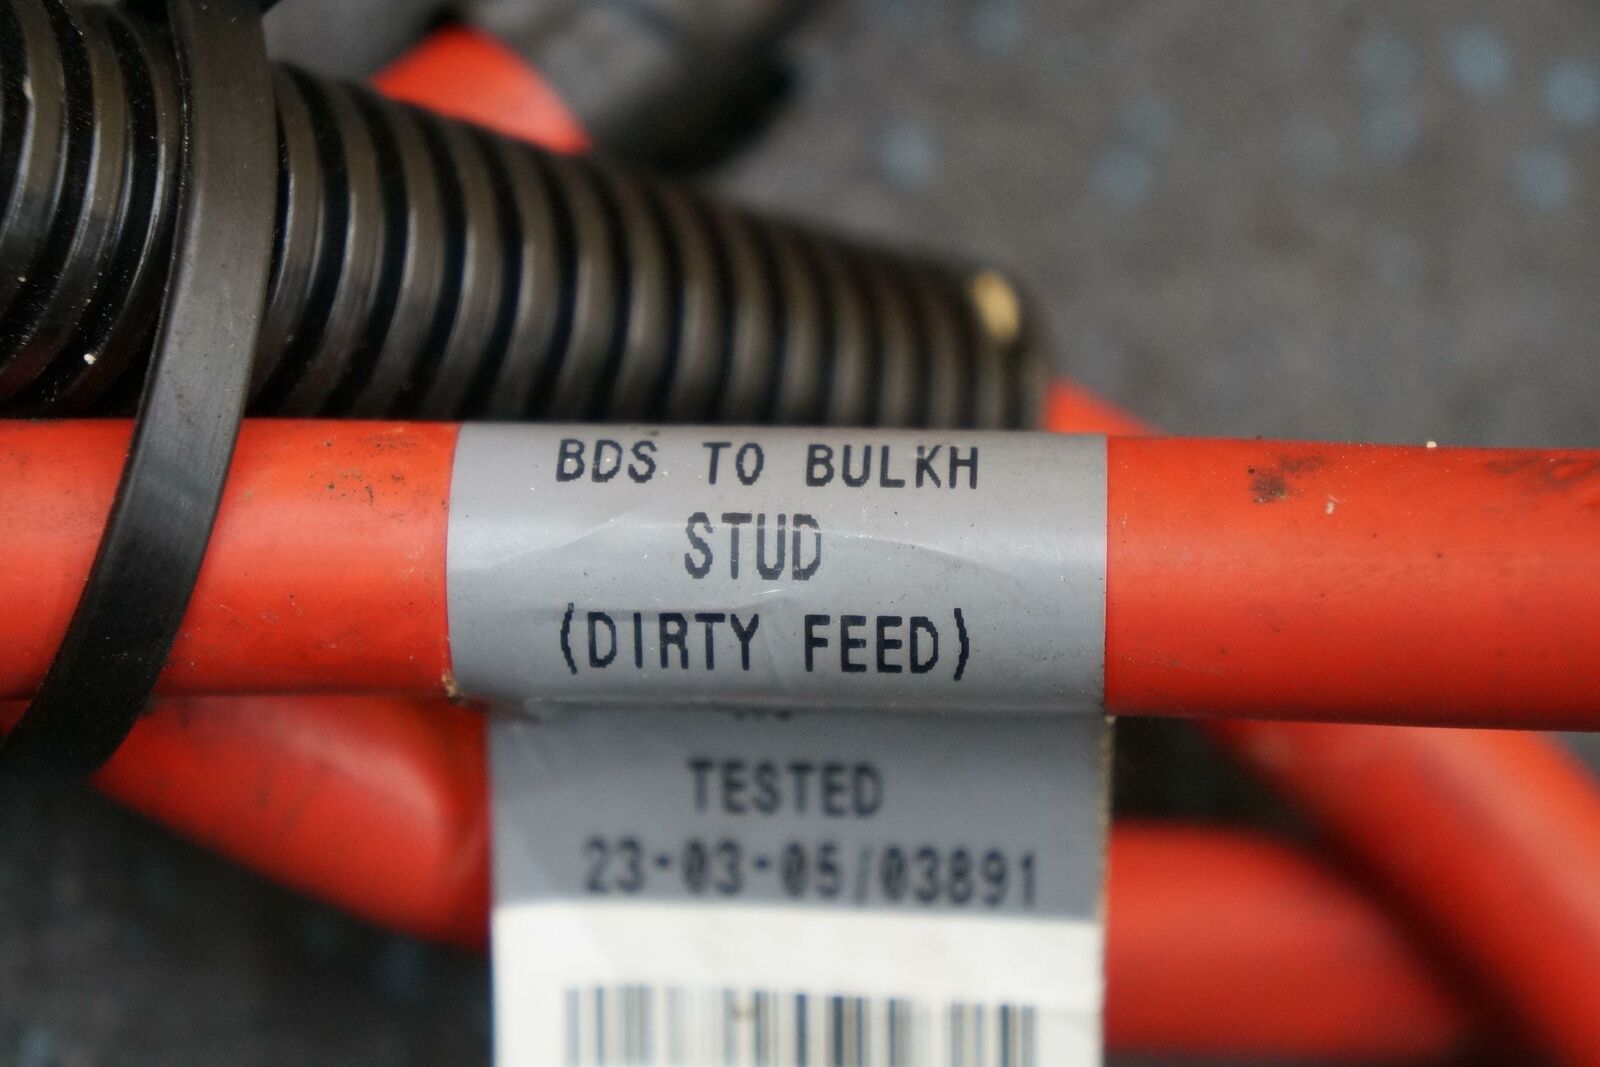 BDS TO BULKH
STUD
(DIRTY FEED)
TESTED
23-03-05/03891